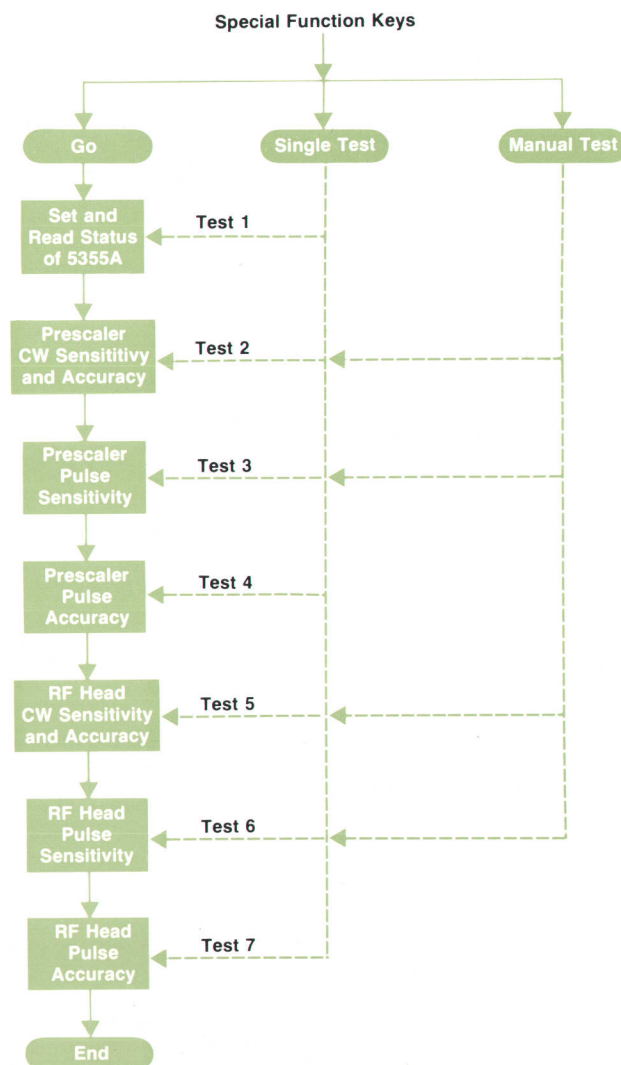 Special Function Keys
Go
Single Test
Manual Test
Set and
Read Status
of 5355A
Test 1
Prescaler
CW Sensititivy
and Accuracy
Test 2
Prescaler
Pulse
Sensitivity
Test 3
Prescaler
Pulse
Accuracy
Test 4
RF Head
CW Sensitivity
and Accuracy
Test 5
RF Head
Pulse
Sensitivity
Test 6
RF Head
Pulse
Accuracy
Test 7
End